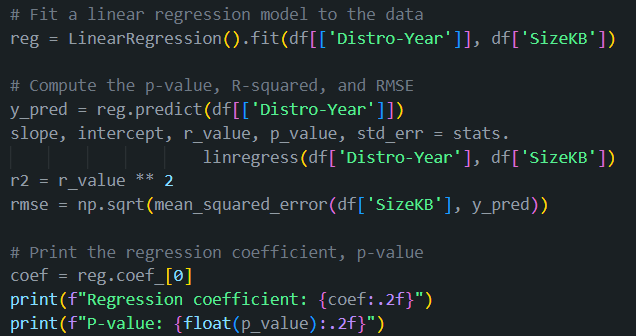 # Fit a linear regression model to the data
reg = LinearRegression().fit(df[['Distro-Year']], df['SizeKB'])

# Compute the p-value, R-squared, and RMSE
y_pred = reg.predict(df[['Distro-Year']])
slope, intercept, r_value, p_value, std_err = stats.
                    linregress(df['Distro-Year'], df['SizeKB'])
r2 = r_value ** 2
rmse = np.sqrt(mean_squared_error(df['SizeKB'], y_pred))

# Print the regression coefficient, p-value
coef = reg.coef_[0]
print(f"Regression coefficient: {coef:.2f}")
print(f"P-value: {float(p_value):.2f}")